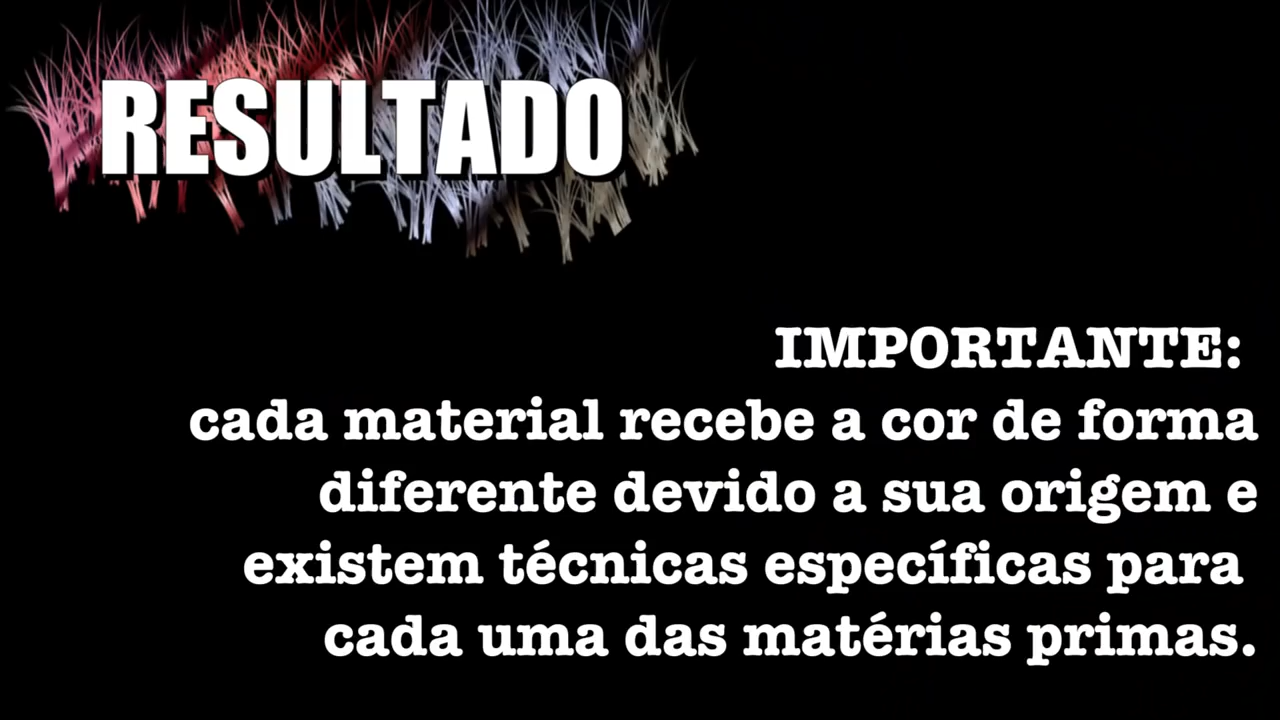 RESULTADO
IMPORTANTE:
cada material recebe a cor de forma
diferente devido a sua origem e
existem técnicas específicas para
cada uma das matérias primas.